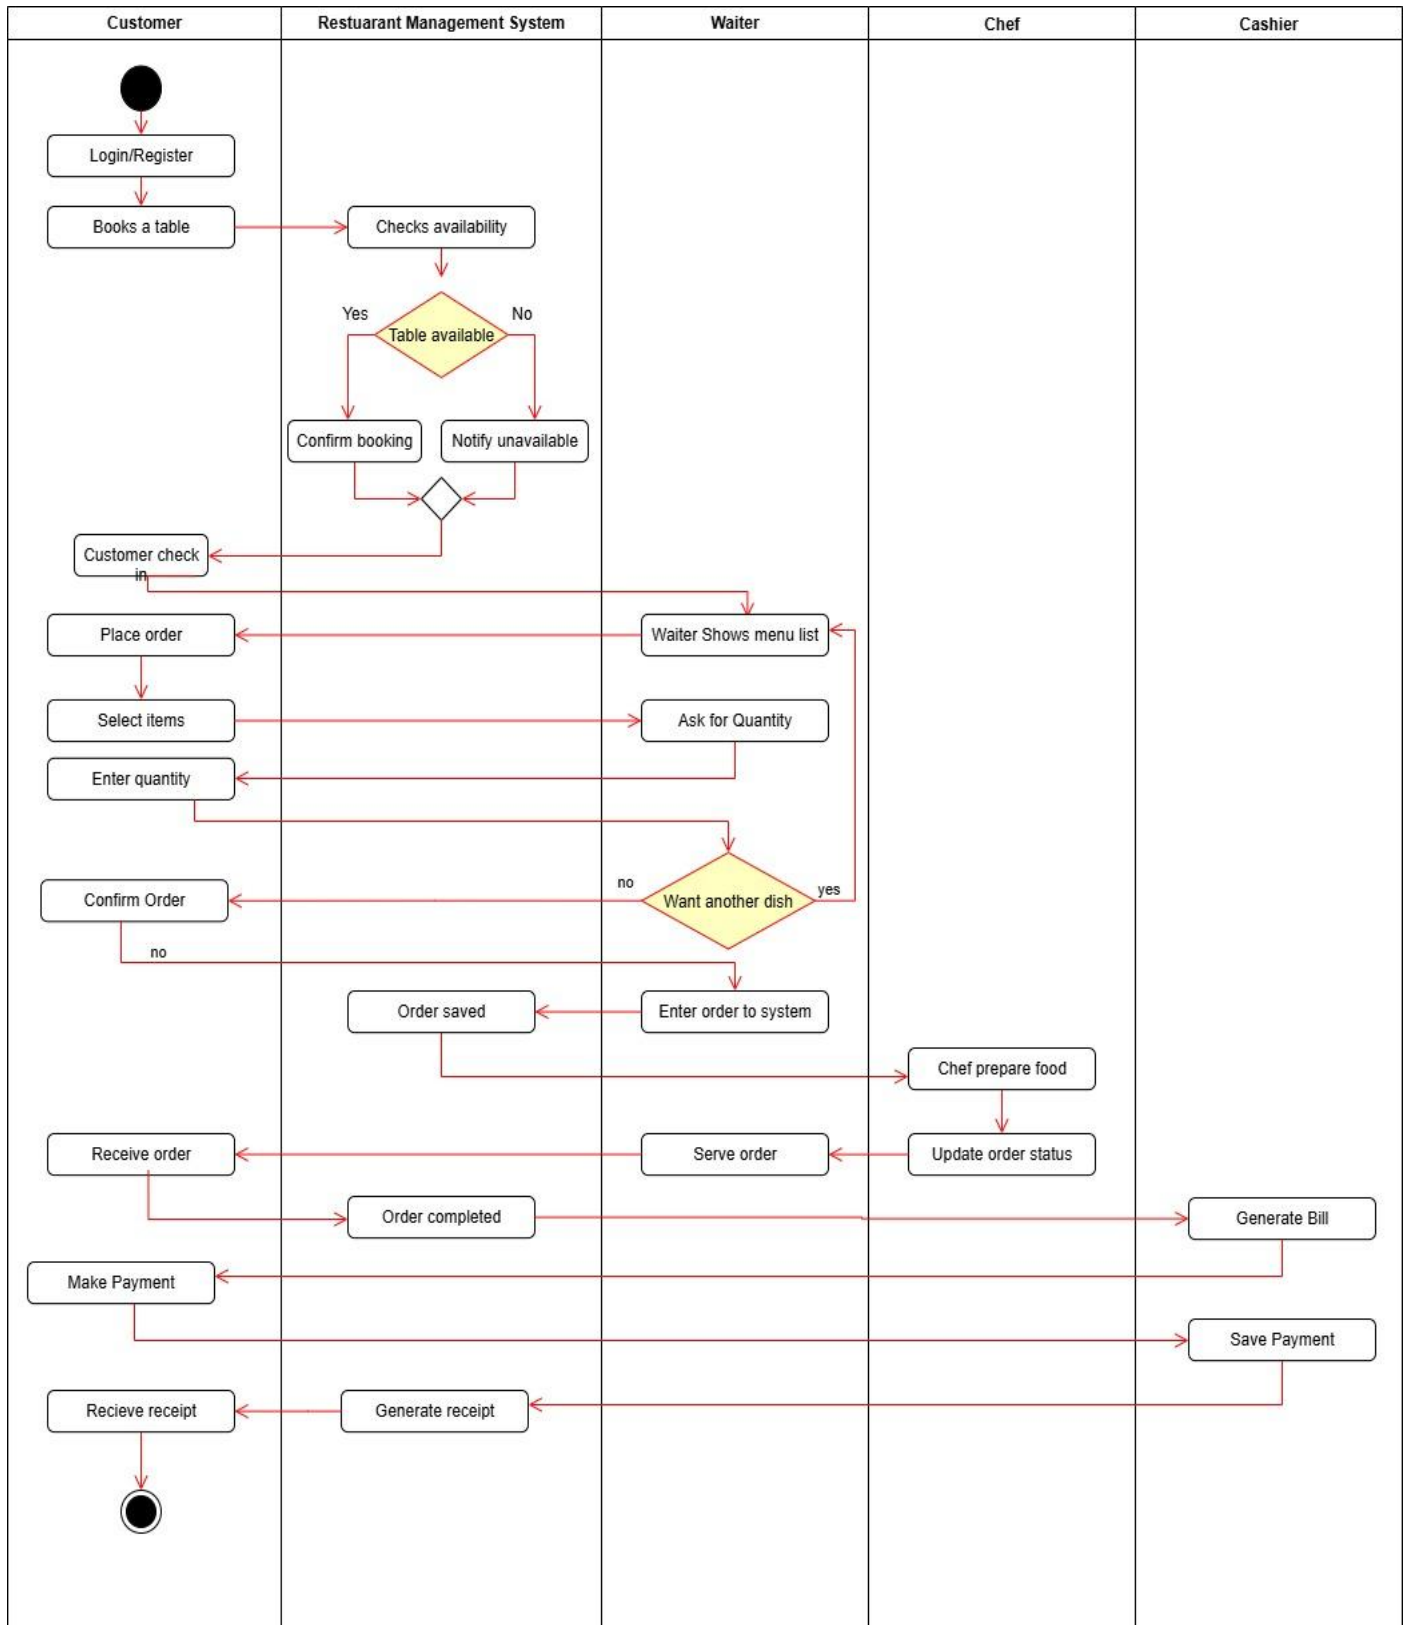 Customer
Restuarant Management System
Waiter
Chef
Cashier
Login/Register
Books a table
Checks availability
Yes
No
Table available
Confirm booking
Notify unavailable
Customer check
in
Place order
Waiter Shows menu list
Select items
Ask for Quantity
Enter quantity
no
yes
Want another dish
Confirm Order
no
Order saved
Enter order to system
Chef prepare food
Receive order
Serve order
Update order status
Order completed
Generate Bill
Make Payment
Save Payment
Recieve receipt
Generate receipt